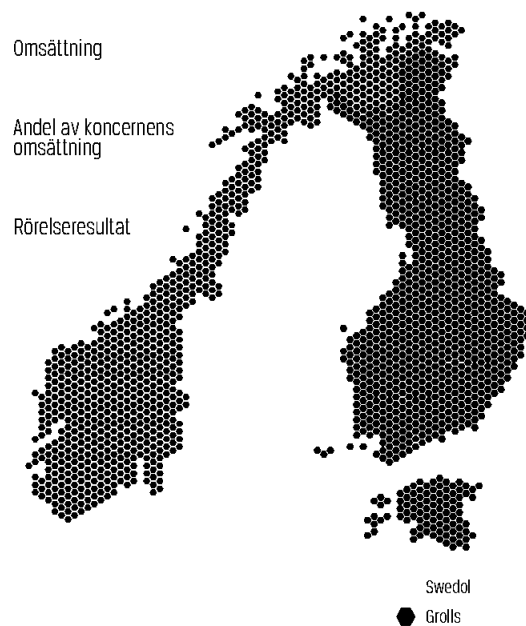 Omsättning
Andel av koncernens
omsättning
Rörelseresultat
Swedol
Grolls